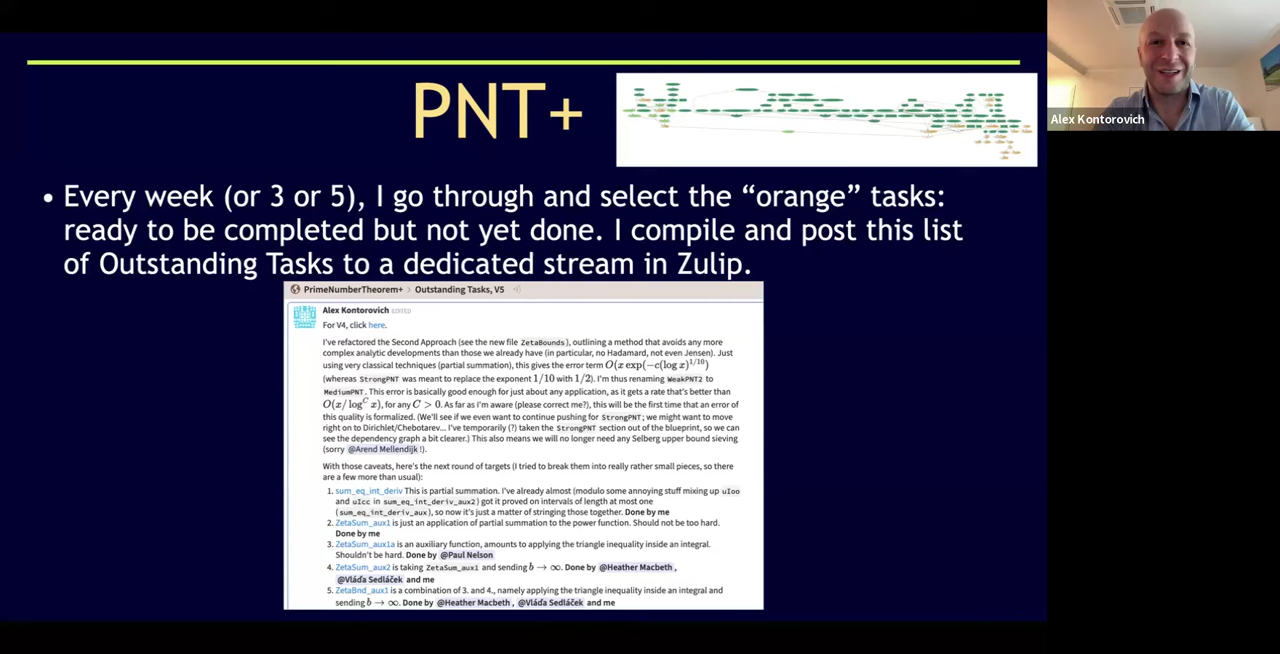 PNT+
Alex Kontorovich
• Every week (or 3 or 5), I go through and select the “orange” tasks:
ready to be completed but not yet done. I compile and post this list
of Outstanding Tasks to a dedicated stream in Zulip.
PrimeNumberTheorem+ > Outstanding Tasks, V5
Alex Kontorovich EDITED
For V4, click here.
I've refactored the Second Approach (see the new file ZetaBounds), outlining a method that avoids any more
complex analytic developments than those we already have (in particular, no Hadamard, not even Jensen). Just
using very classical techniques (partial summation), this gives the error term O(x exp(−c(log x)^1/10)
(whereas StrongPNT was meant to replace the exponent 1/10 with 1/2). I'm thus renaming WeakPNT2 to
MediumPNT. This error is basically good enough for just about any application, as it gets a rate that's better than
O(x/ log^C x), for any C > 0. As far as I'm aware (please correct me?), this will be the first time that an error of
this quality is formalized. (We'll see if we even want to continue pushing for StrongPNT; we might want to move
right on to Dirichlet/Chebotarev... I've temporarily (?) taken the StrongPNT section out of the blueprint, so we can
see the dependency graph a bit clearer.) This also means we will no longer need any Selberg upper bound sieving
(sorry @Arend Mellendijk !).
With those caveats, here's the next round of targets (I tried to break them into really rather small pieces, so there
are a few more than usual):
1. sum_eq_int_deriv This is partial summation. I've already almost (modulo some annoying stuff mixing up uIoo
and uIcc in sum_eq_int_deriv_aux2) got it proved on intervals of length at most one
(sum_eq_int_deriv_aux), so now it's just a matter of stringing those together. Done by me
2. ZetaSum_aux1 is just an application of partial summation to the power function. Should not be too hard.
Done by me
3. ZetaSum_aux1a is an auxiliary function, amounts to applying the triangle inequality inside an integral.
Shouldn't be hard. Done by @Paul Nelson
4. ZetaSum_aux2 is taking ZetaSum_aux1 and sending b → ∞. Done by @Heather Macbeth ,
@Vláďa Sedláček and me
5. ZetaBnd_aux1 is a combination of 3. and 4., namely applying the triangle inequality inside an integral and
sending b → ∞. Done by @Heather Macbeth , @Vláďa Sedláček and me